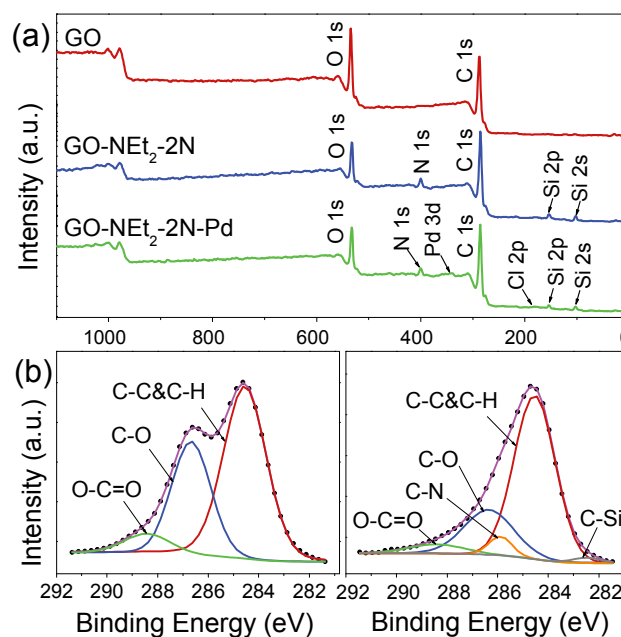 (a)
GO
O 1s
C 1s
GO-NEt2-2N
O 1s
N 1s
C 1s
Si 2p
Si 2s
GO-NEt2-2N-Pd
O 1s
N 1s
Pd 3d
C 1s
Cl 2p
Si 2p
Si 2s
Intensity (a.u.)
1000 800 600 400 200 0
(b)
C-C&C-H
C-O
O-C=O
Intensity (a.u.)
292 290 288 286 284 282
Binding Energy (eV)
C-C&C-H
C-O
C-N
O-C=O
C-Si
292 290 288 286 284 282
Binding Energy (eV)